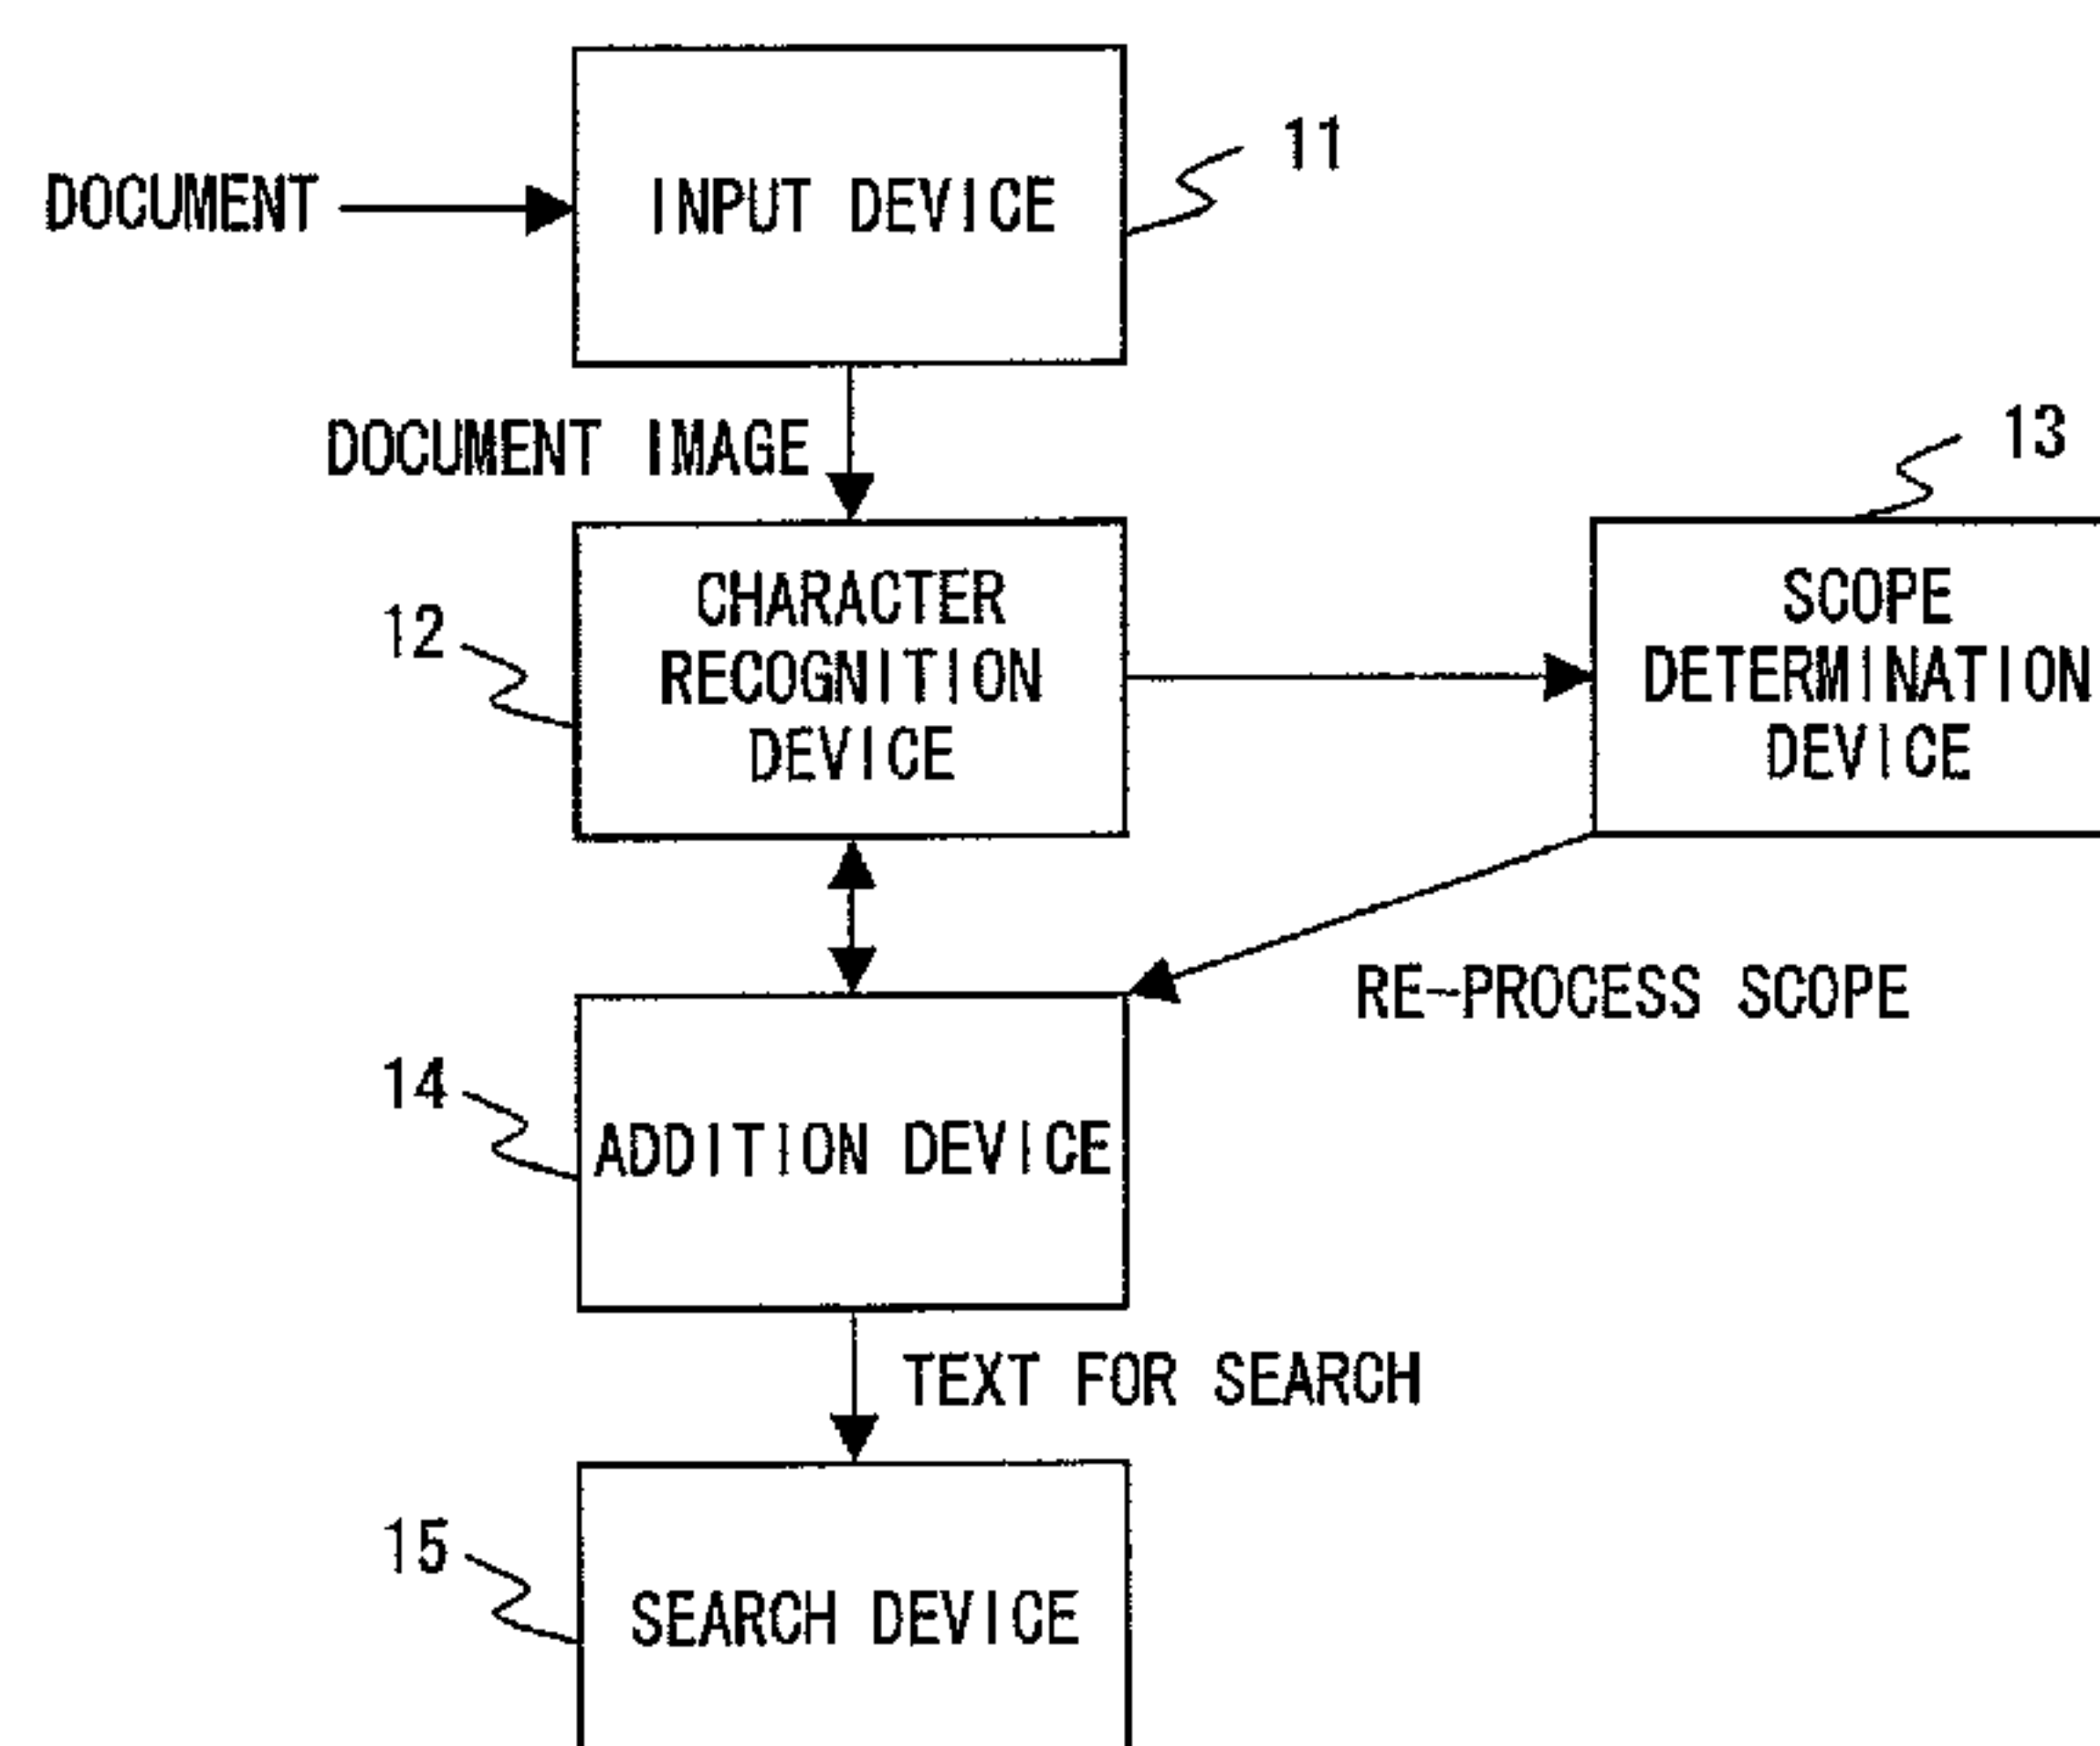 11
DOCUMENT
INPUT DEVICE
DOCUMENT IMAGE
13
12
CHARACTER
RECOGNITION
DEVICE
SCOPE
DETERMINATION
DEVICE
RE-PROCESS SCOPE
14
ADDITION DEVICE
TEXT FOR SEARCH
15
SEARCH DEVICE